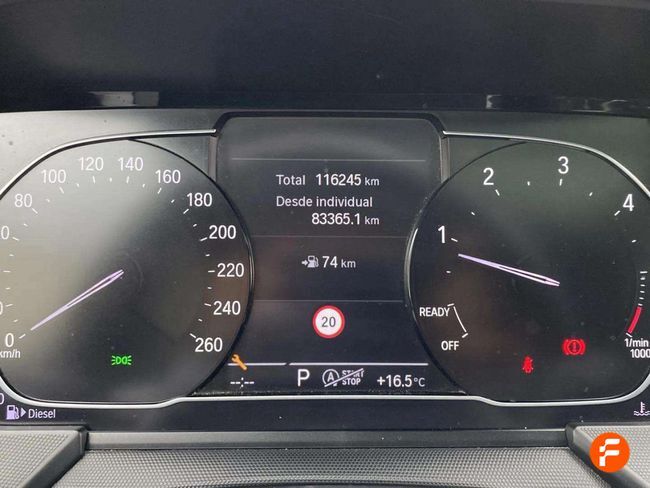 Total 116245 km
Desde individual
83365.1 km
74 km
20
80 100 120 140 160 180 200 220 240 260
0
km/h
1 2 3 4
READY
OFF
1/min
1000
--:-- P A START STOP +16.5°C
Diesel
F